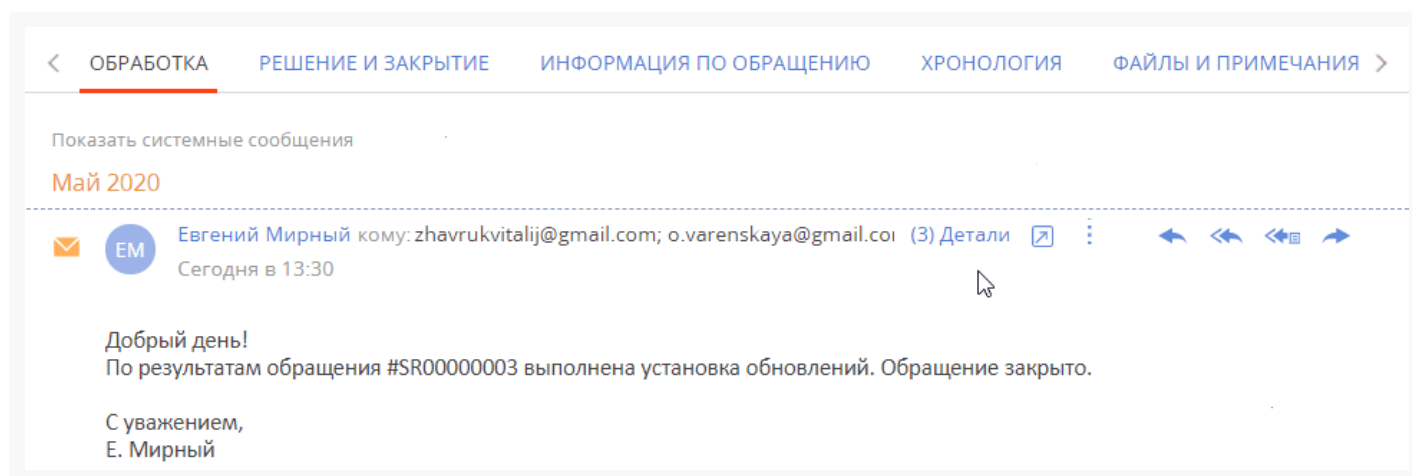 ОБРАБОТКА РЕШЕНИЕ И ЗАКРЫТИЕ ИНФОРМАЦИЯ ПО ОБРАЩЕНИЮ ХРОНОЛОГИЯ ФАЙЛЫ И ПРИМЕЧАНИЯ
Показать системные сообщения
Май 2020
ЕМ Евгений Мирный кому: zhavrukvitalij@gmail.com; o.varenskaya@gmail.co (3) Детали
Сегодня в 13:30
Добрый день!
По результатам обращения #SR00000003 выполнена установка обновлений. Обращение закрыто.
С уважением,
Е. Мирный